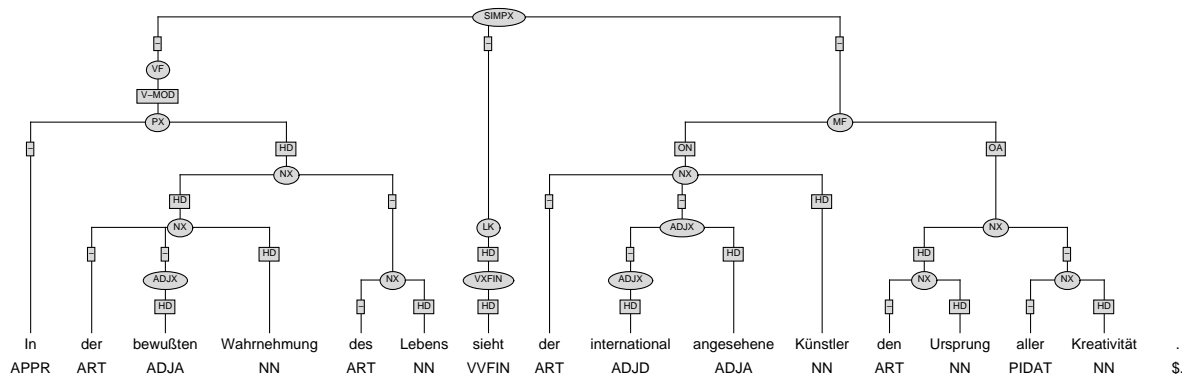 SIMPX
– – –
VF
V–MOD
PX MF
– HD ON OA
NX NX
HD – – – HD
NX LK ADJX NX
– – HD HD – HD HD –
ADJX NX VXFIN ADJX NX NX
HD – HD HD HD – HD – HD
In der bewußten Wahrnehmung des Lebens sieht der international angesehene Künstler den Ursprung aller Kreativität .
APPR ART ADJA NN ART NN VVFIN ART ADJD ADJA NN ART NN PIDAT NN $.